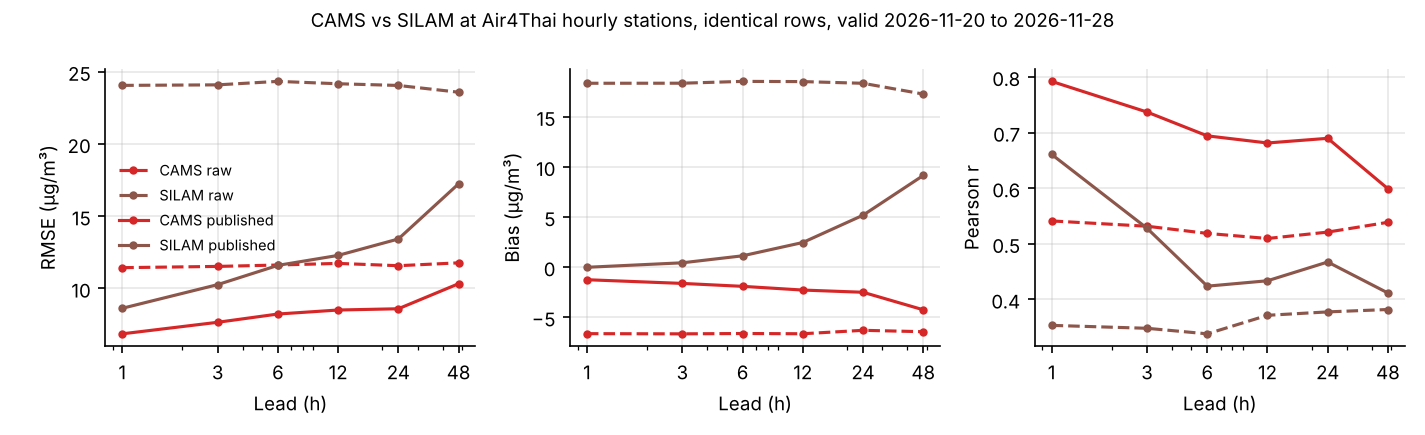 CAMS vs SILAM at Air4Thai hourly stations, identical rows, valid 2026-11-20 to 2026-11-28
RMSE (µg/m³)
25
20
15
10
CAMS raw
SILAM raw
CAMS published
SILAM published
1 3 6 12 24 48
Lead (h)
Bias (µg/m³)
15
10
5
0
−5
1 3 6 12 24 48
Lead (h)
Pearson r
0.8
0.7
0.6
0.5
0.4
1 3 6 12 24 48
Lead (h)